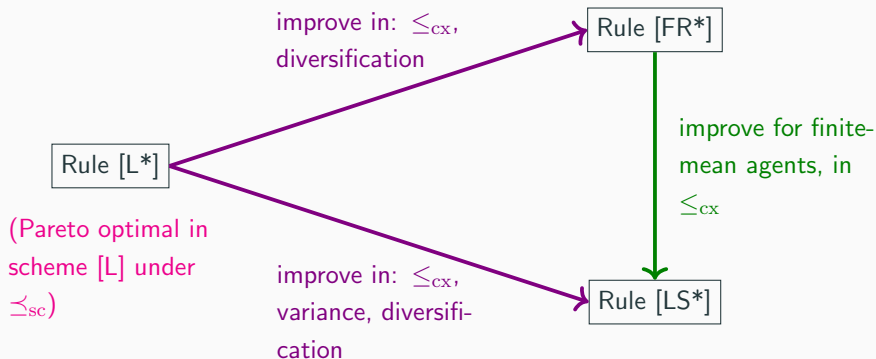 improve in: ≤cx,
diversification
Rule [FR*]
improve for finite-
mean agents, in
≤cx
Rule [L*]
(Pareto optimal in
scheme [L] under
⪯sc)
improve in: ≤cx,
variance, diversifi-
cation
Rule [LS*]